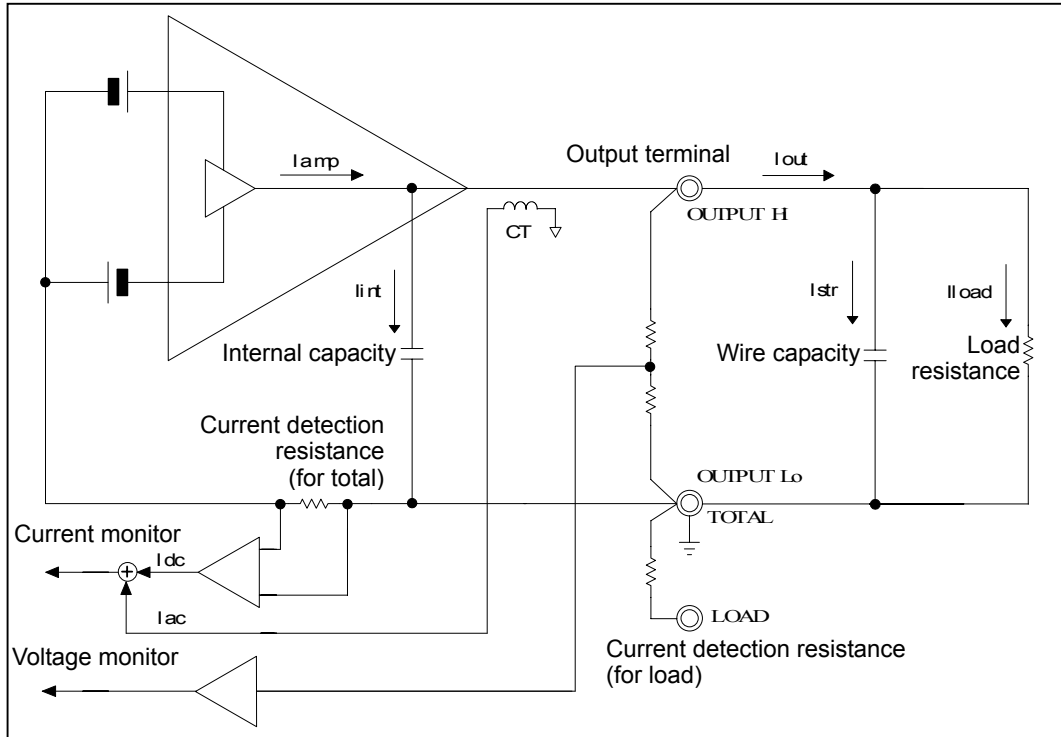 Iamp
Output terminal
Iout
OUTPUT Hi
CT
Iint
Istr
Iload
Internal capacity
Wire capacity
Load
resistance
Current detection
resistance
(for total)
OUTPUT Lo
TOTAL
Current monitor
Idc
Iac
LOAD
Voltage monitor
Current detection resistance
(for load)